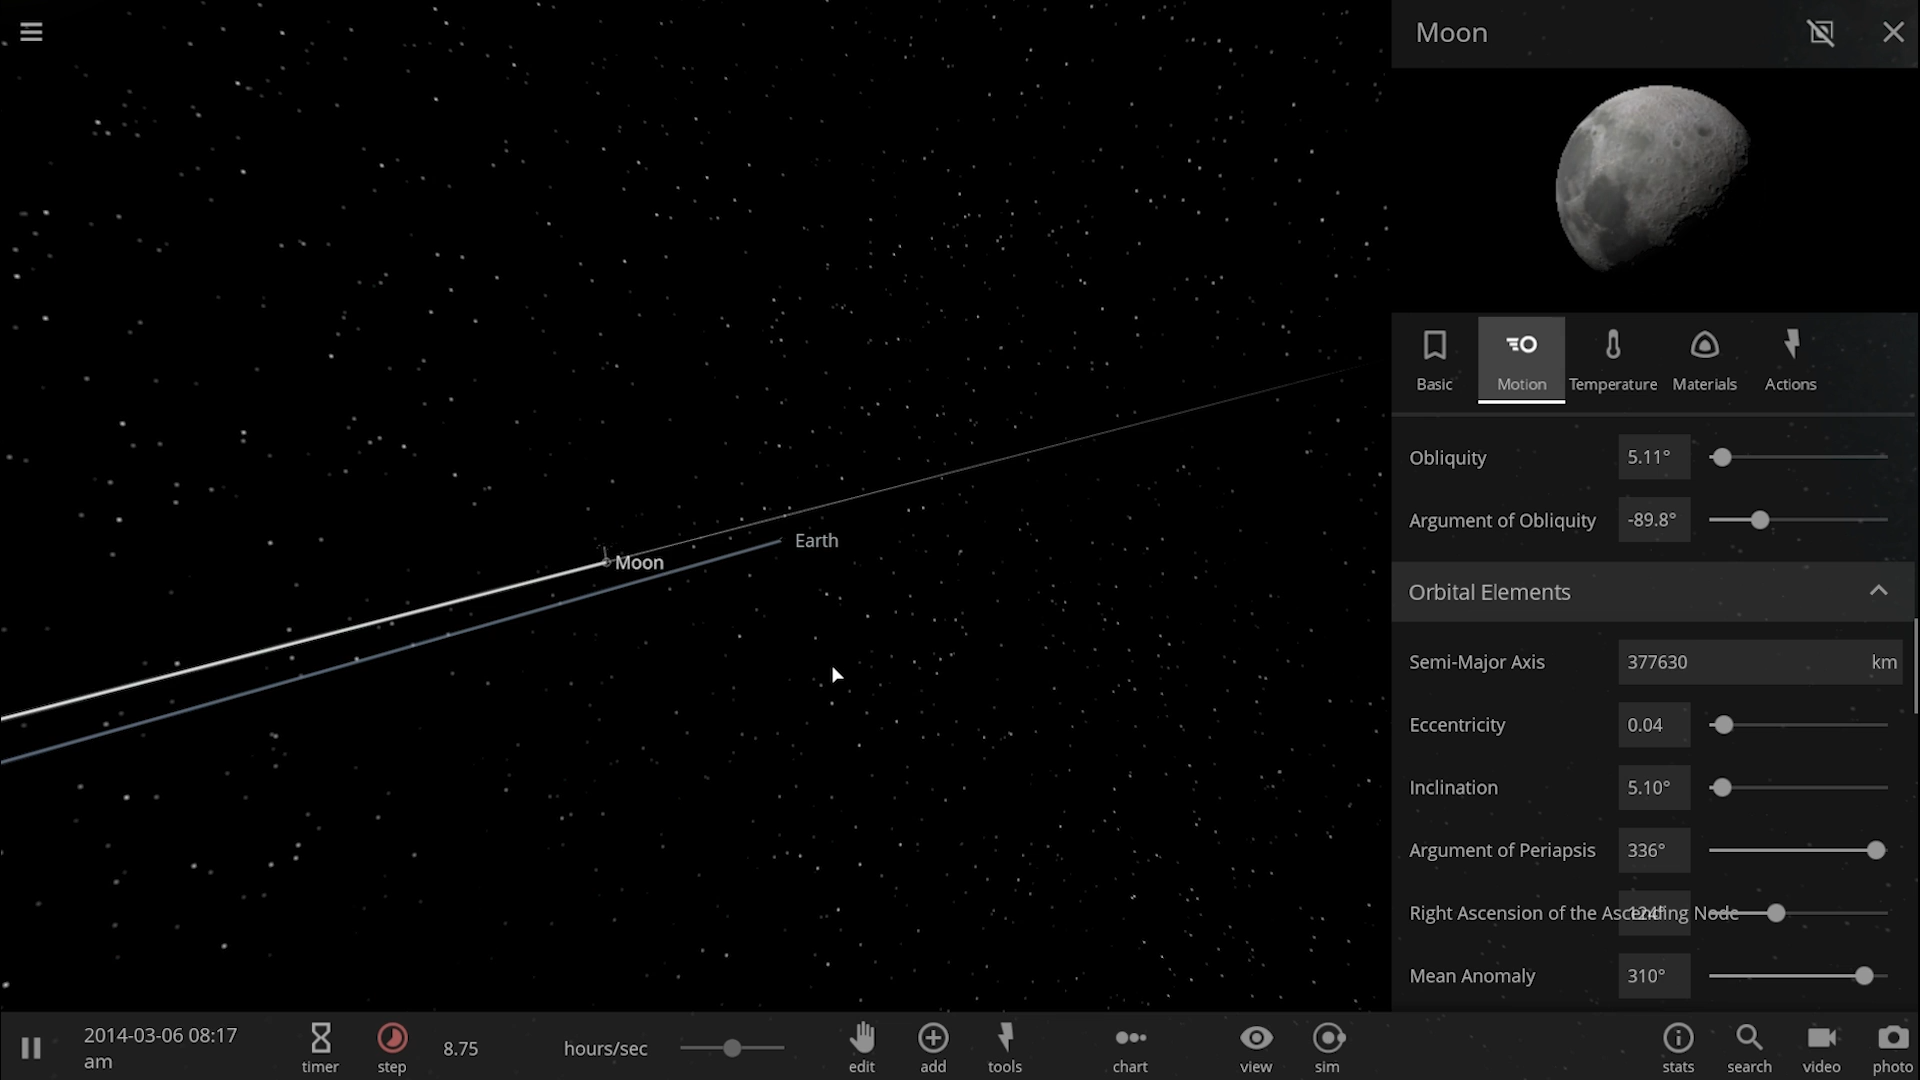 Moon
Earth
Moon
Basic
Motion
Temperature
Materials
Actions
Obliquity 5.11°
Argument of Obliquity -89.8°
Orbital Elements
Semi-Major Axis 377630 km
Eccentricity 0.04
Inclination 5.10°
Argument of Periapsis 336°
Right Ascension of the Ascending Node 124°
Mean Anomaly 310°
2014-03-06 08:17
am
timer
step
8.75
hours/sec
edit
add
tools
chart
view
sim
stats
search
video
photo